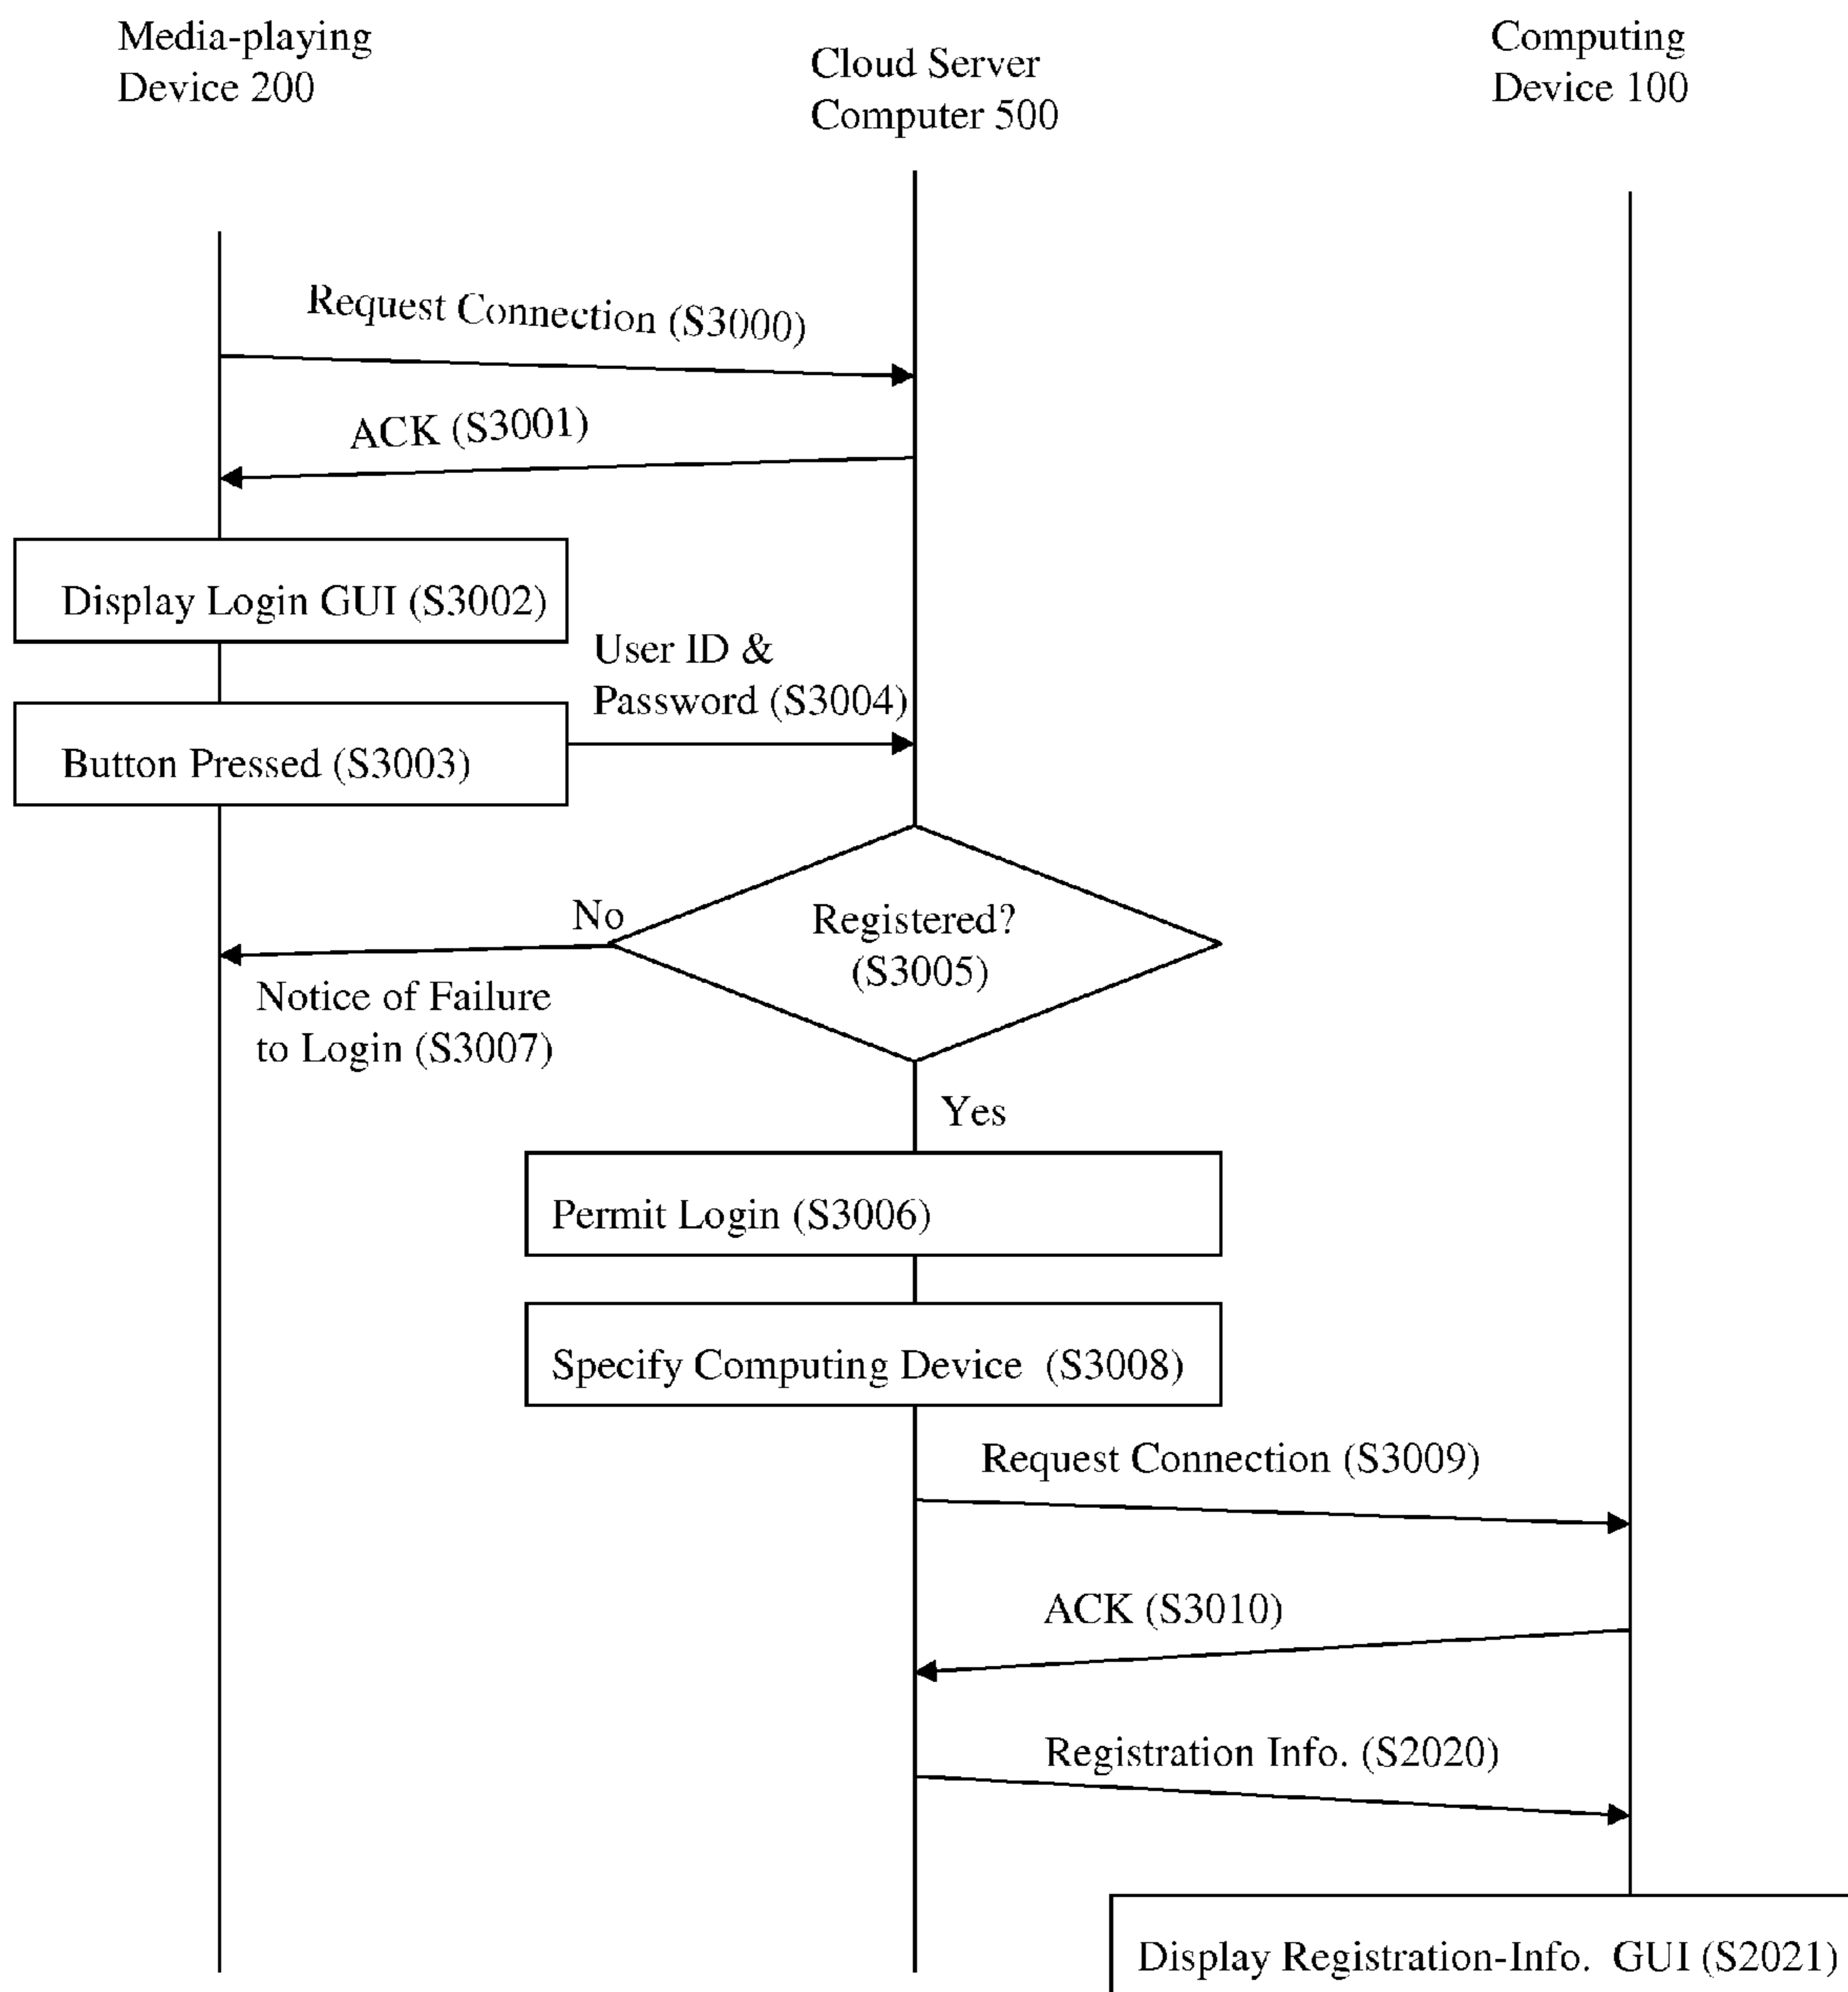 Media-playing
Device 200
Cloud Server
Computer 500
Computing
Device 100
Request Connection (S3000)
ACK (S3001)
Display Login GUI (S3002)
User ID &
Password (S3004)
Button Pressed (S3003)
No
Registered?
(S3005)
Notice of Failure
to Login (S3007)
Yes
Permit Login (S3006)
Specify Computing Device (S3008)
Request Connection (S3009)
ACK (S3010)
Registration Info. (S2020)
Display Registration-Info. GUI (S2021)